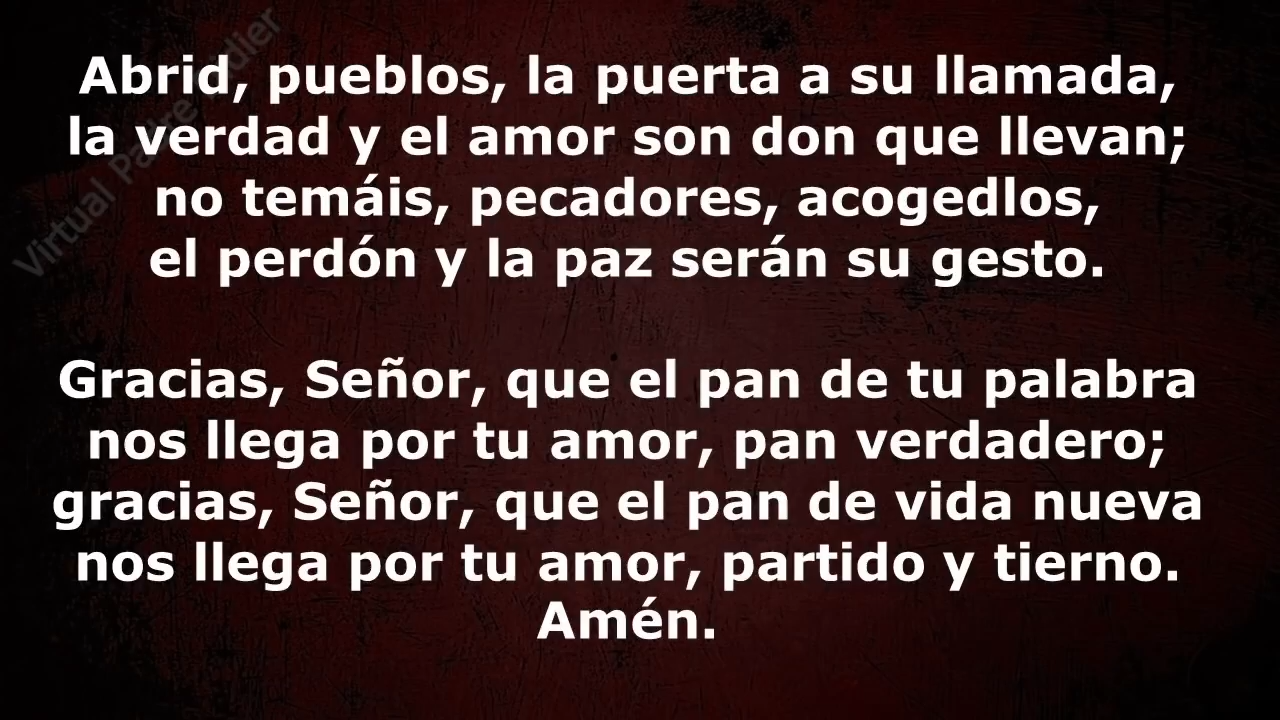 Abrid, pueblos, la puerta a su llamada,
la verdad y el amor son don que llevan;
no temáis, pecadores, acogedlos,
el perdón y la paz serán su gesto.
Gracias, Señor, que el pan de tu palabra
nos llega por tu amor, pan verdadero;
gracias, Señor, que el pan de vida nueva
nos llega por tu amor, partido y tierno.
Amén.
Virtual Padre